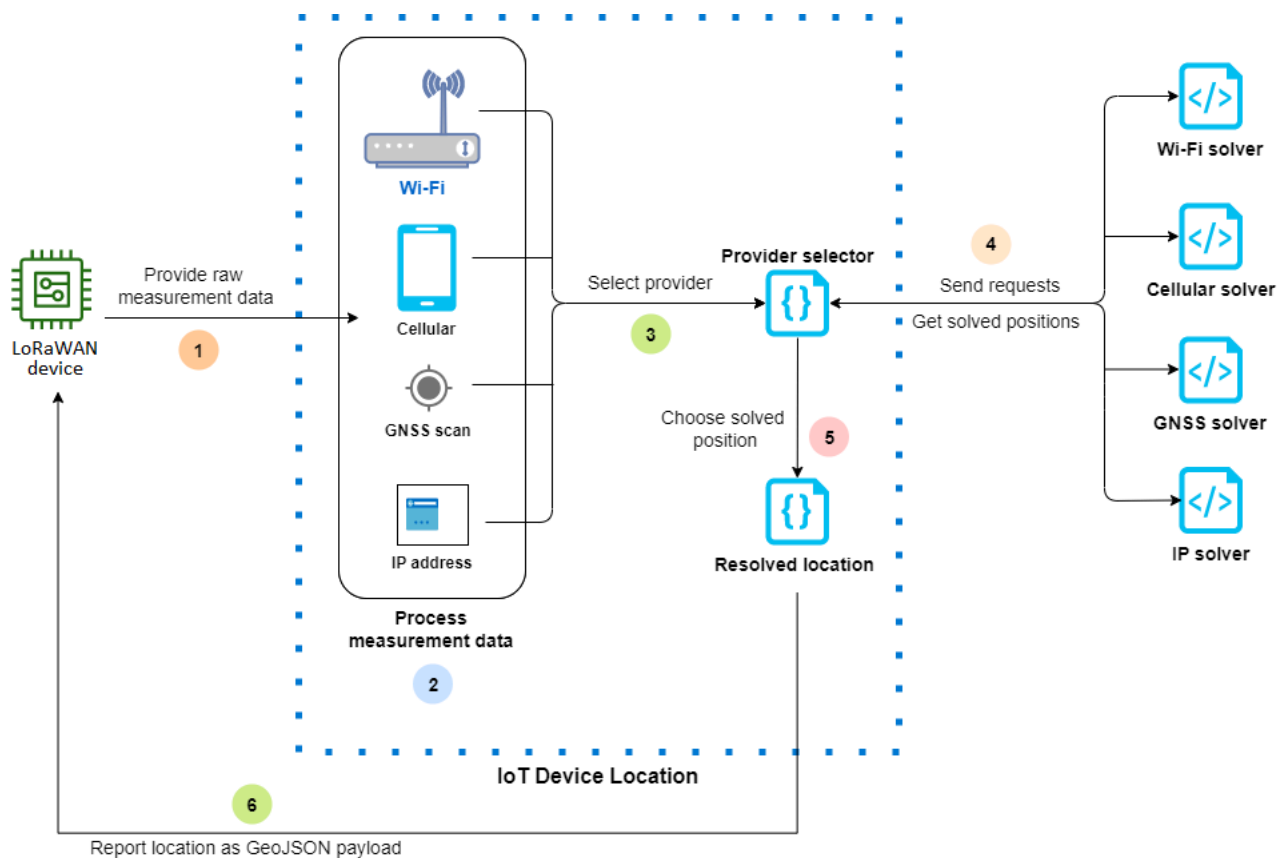 LoRaWAN
device
Provide raw
measurement data
1
Wi-Fi
Cellular
GNSS scan
IP address
Process
measurement data
2
Select provider
3
Provider selector
4
Send requests
Get solved positions
Wi-Fi solver
Cellular solver
GNSS solver
IP solver
Choose solved
position
5
Resolved location
IoT Device Location
6
Report location as GeoJSON payload